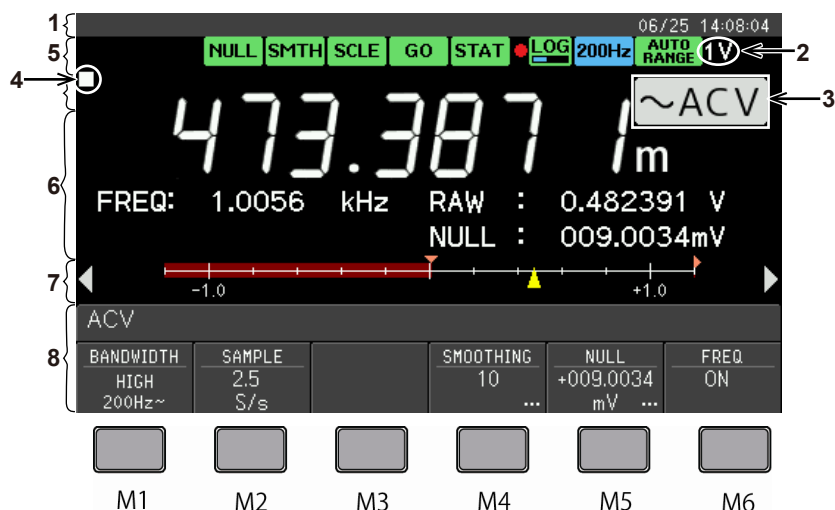 1 06/25 14:08:04
5 NULL SMTH SCLE GO STAT LOG 200Hz AUTO RANGE 1V 2
4
~ACV 3
6 473.387 1m
FREQ: 1.0056 kHz RAW : 0.482391 V
NULL : 009.0034mV
7
-1.0 +1.0
8 ACV
BANDWIDTH SAMPLE SMOOTHING NULL FREQ
HIGH 2.5 10 +009.0034 ON
200Hz~ S/s ... mV ...
M1 M2 M3 M4 M5 M6